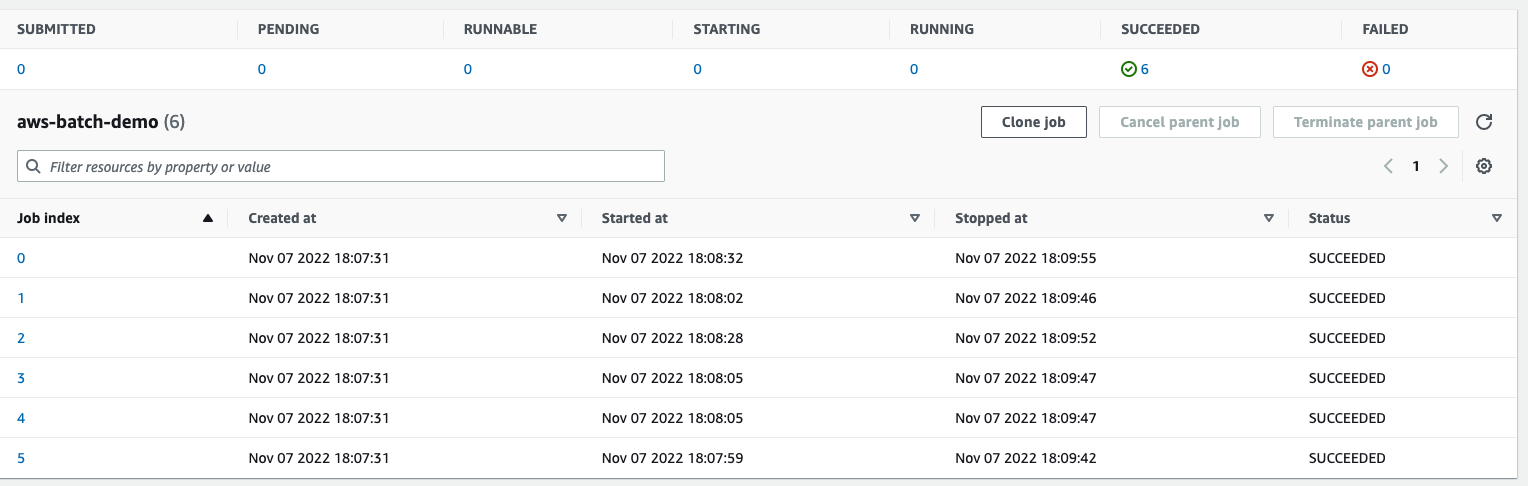 SUBMITTED PENDING RUNNABLE STARTING RUNNING SUCCEEDED FAILED
0 0 0 0 0 6 0
aws-batch-demo (6) Clone job Cancel parent job Terminate parent job
Filter resources by property or value 1
Job index Created at Started at Stopped at Status
0 Nov 07 2022 18:07:31 Nov 07 2022 18:08:32 Nov 07 2022 18:09:55 SUCCEEDED
1 Nov 07 2022 18:07:31 Nov 07 2022 18:08:02 Nov 07 2022 18:09:46 SUCCEEDED
2 Nov 07 2022 18:07:31 Nov 07 2022 18:08:28 Nov 07 2022 18:09:52 SUCCEEDED
3 Nov 07 2022 18:07:31 Nov 07 2022 18:08:05 Nov 07 2022 18:09:47 SUCCEEDED
4 Nov 07 2022 18:07:31 Nov 07 2022 18:08:05 Nov 07 2022 18:09:47 SUCCEEDED
5 Nov 07 2022 18:07:31 Nov 07 2022 18:07:59 Nov 07 2022 18:09:42 SUCCEEDED